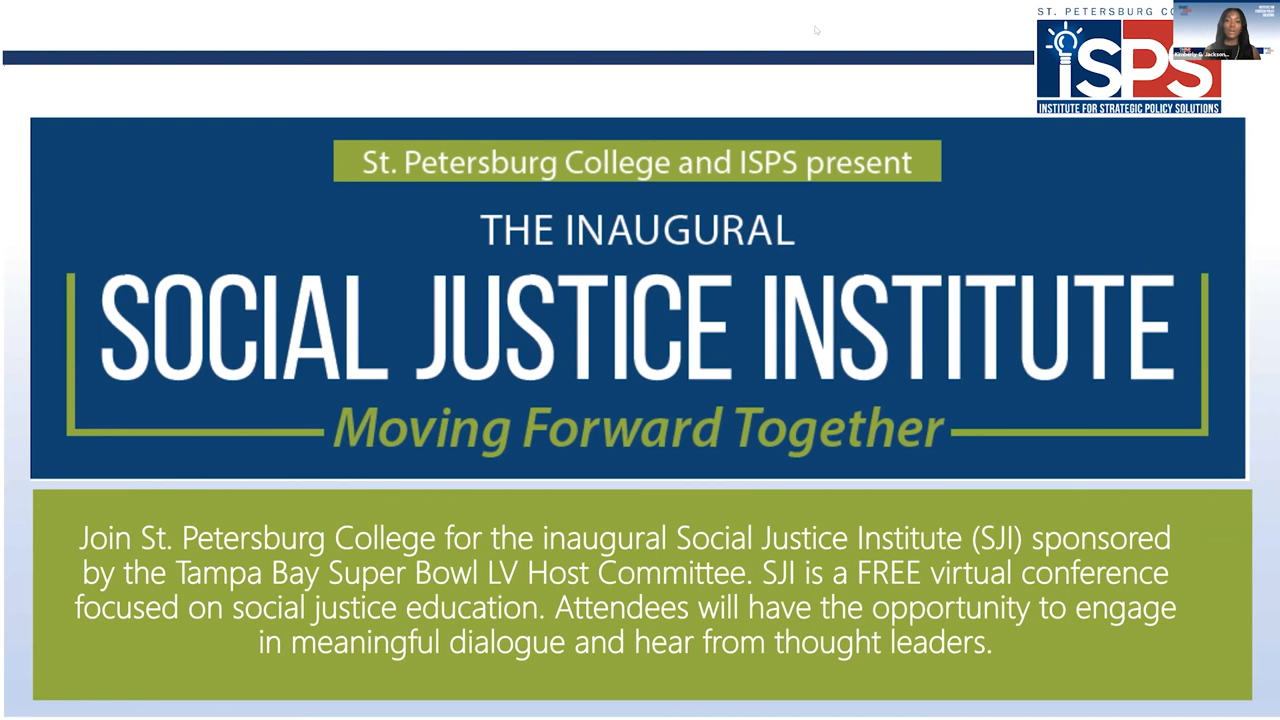 ST. PETERSBURG CO
iSPS
INSTITUTE FOR STRATEGIC POLICY SOLUTIONS
Kimberly G. Jackson,...
St. Petersburg College and ISPS present
THE INAUGURAL
SOCIAL JUSTICE INSTITUTE
Moving Forward Together
Join St. Petersburg College for the inaugural Social Justice Institute (SJI) sponsored
by the Tampa Bay Super Bowl LV Host Committee. SJI is a FREE virtual conference
focused on social justice education. Attendees will have the opportunity to engage
in meaningful dialogue and hear from thought leaders.